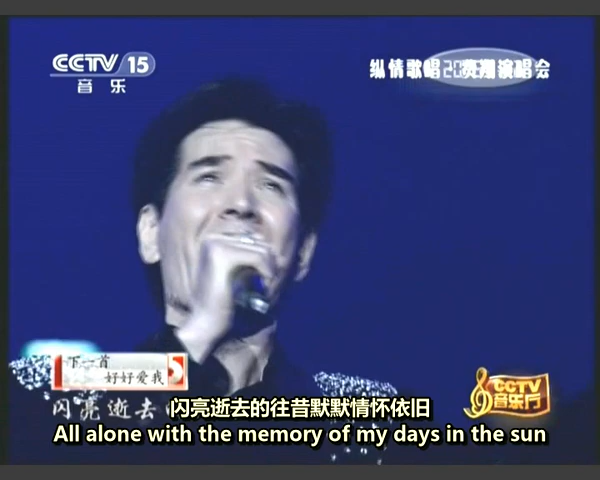 CCTV 15
音乐
纵情歌唱 费翔演唱会
下一首
好好爱我
CCTV
音乐厅
闪亮逝去
闪亮逝去的往昔默默情怀依旧
All alone with the memory of my days in the sun